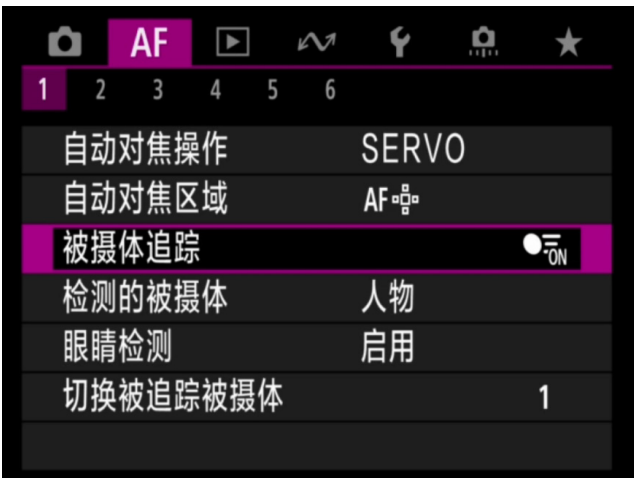 AF
1 2 3 4 5 6
自动对焦操作 SERVO
自动对焦区域 AF
被摄体追踪 ON
检测的被摄体 人物
眼睛检测 启用
切换被追踪被摄体 1